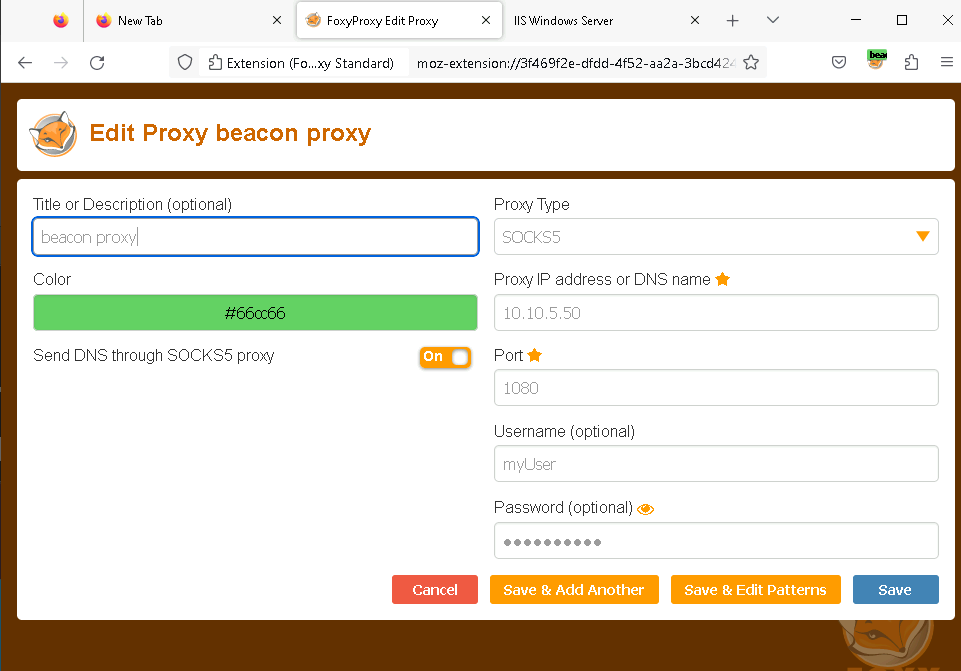 New Tab
FoxyProxy Edit Proxy
IIS Windows Server
Extension (Fo...xy Standard)
moz-extension://3f469f2e-dfdd-4f52-aa2a-3bcd424
Edit Proxy beacon proxy
Title or Description (optional)
beacon proxy
Color
#66cc66
Send DNS through SOCKS5 proxy
On
Proxy Type
SOCKS5
Proxy IP address or DNS name
10.10.5.50
Port
1080
Username (optional)
myUser
Password (optional)
●●●●●●●●●●
Cancel
Save & Add Another
Save & Edit Patterns
Save